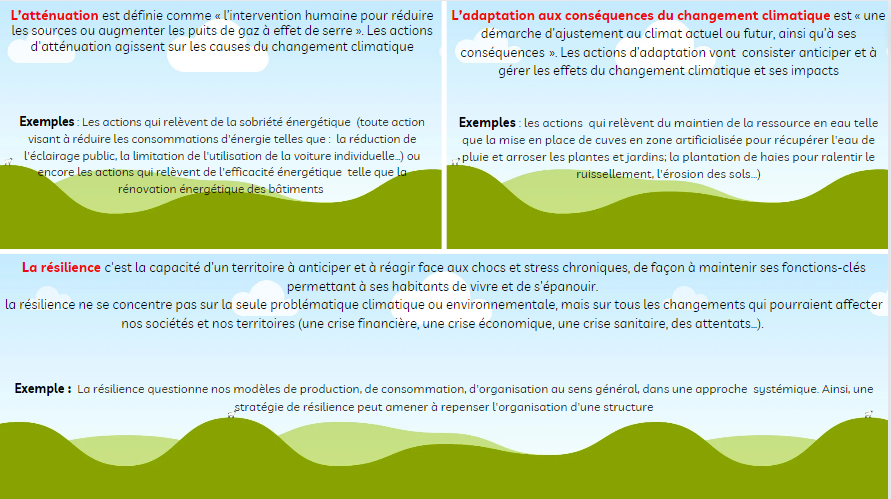 L'atténuation est définie comme « l'intervention humaine pour réduire
les sources ou augmenter les puits de gaz à effet de serre ». Les actions
d'atténuation agissent sur les causes du changement climatique
Exemples : Les actions qui relèvent de la sobriété énergétique (toute action
visant à réduire les consommations d'énergie telles que : la réduction de
l'éclairage public, la limitation de l'utilisation de la voiture individuelle...) ou
encore les actions qui relèvent de l'efficacité énergétique telle que la
rénovation énergétique des bâtiments
L'adaptation aux conséquences du changement climatique est « une
démarche d'ajustement au climat actuel ou futur, ainsi qu'à ses
conséquences ». Les actions d'adaptation vont consister anticiper et à
gérer les effets du changement climatique et ses impacts
Exemples : les actions qui relèvent du maintien de la ressource en eau telle
que la mise en place de cuves en zone artificialisée pour récupérer l'eau de
pluie et arroser les plantes et jardins; la plantation de haies pour ralentir le
ruissellement, l'érosion des sols...)
La résilience c'est la capacité d'un territoire à anticiper et à réagir face aux chocs et stress chroniques, de façon à maintenir ses fonctions-clés
permettant à ses habitants de vivre et de s'épanouir.
la résilience ne se concentre pas sur la seule problématique climatique ou environnementale, mais sur tous les changements qui pourraient affecter
nos sociétés et nos territoires (une crise financière, une crise économique, une crise sanitaire, des attentats...).
Exemple : La résilience questionne nos modèles de production, de consommation, d'organisation au sens général, dans une approche systémique. Ainsi, une
stratégie de résilience peut amener à repenser l'organisation d'une structure